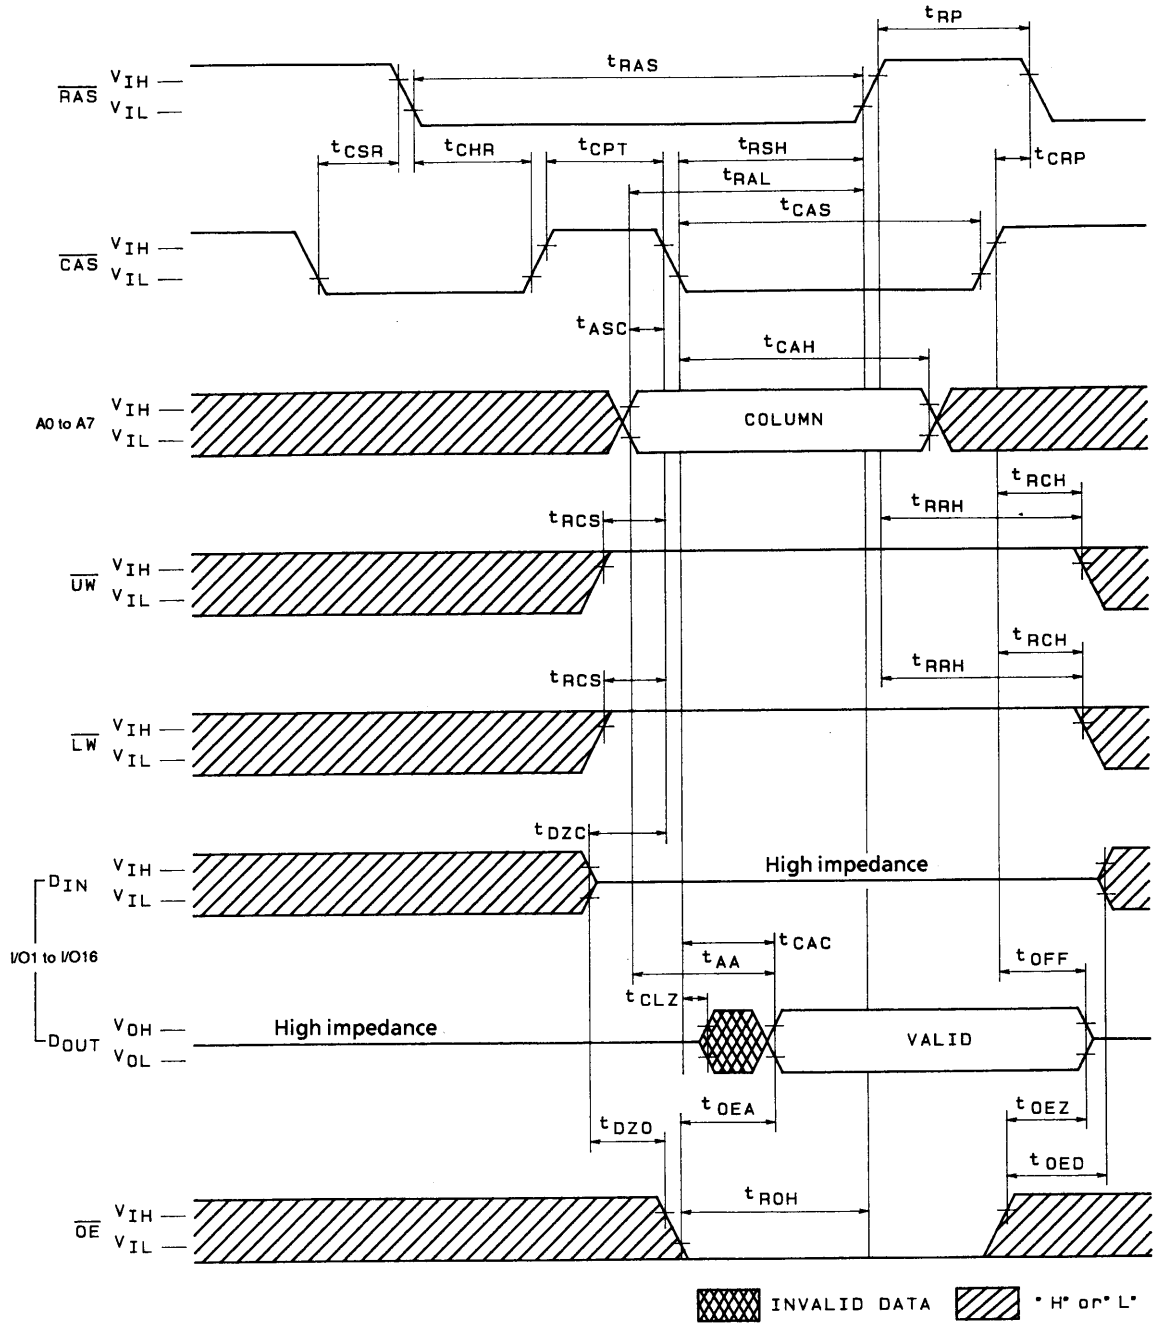 tRP
tRAS
RAS
VIH
VIL
tCSR
tCHR
tCPT
tRSH
tCRP
tRAL
tCAS
CAS
VIH
VIL
tASC
tCAH
A0 to A7
VIH
VIL
COLUMN
tRCH
tRRH
tRCS
UW
VIH
VIL
tRCH
tRRH
tRCS
LW
VIH
VIL
tDZC
High impedance
VIH
DIN
VIL
I/O1 to I/O16
tCAC
tAA
tOFF
tCLZ
VOH
High impedance
DOUT
VOL
VALID
tOEA
tOEZ
tDZO
tOED
tROH
OE
VIH
VIL
INVALID DATA
"H" or "L"